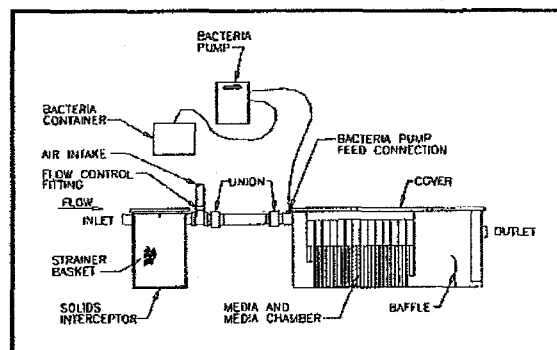 BACTERIA
PUMP
BACTERIA
CONTAINER
AIR INTAKE
FLOW CONTROL
FITTING
FLOW
INLET
UNION
BACTERIA PUMP
FEED CONNECTION
COVER
OUTLET
STRAINER
BASKET
SOLIDS
INTERCEPTOR
MEDIA AND
MEDIA CHAMBER
BAFFLE